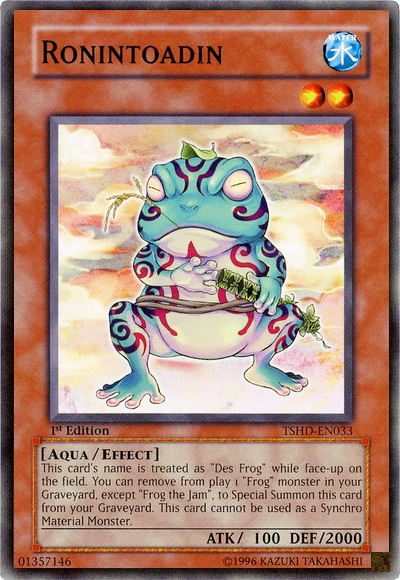 RONINTOADIN
WATER
水
1st Edition
TSHD-EN033
[AQUA / EFFECT]
This card's name is treated as "Des Frog" while face-up on
the field. You can remove from play 1 "Frog" monster in your
Graveyard, except "Frog the Jam", to Special Summon this card
from your Graveyard. This card cannot be used as a Synchro
Material Monster.
ATK/ 100 DEF/2000
01357146
©1996 KAZUKI TAKAHASHI